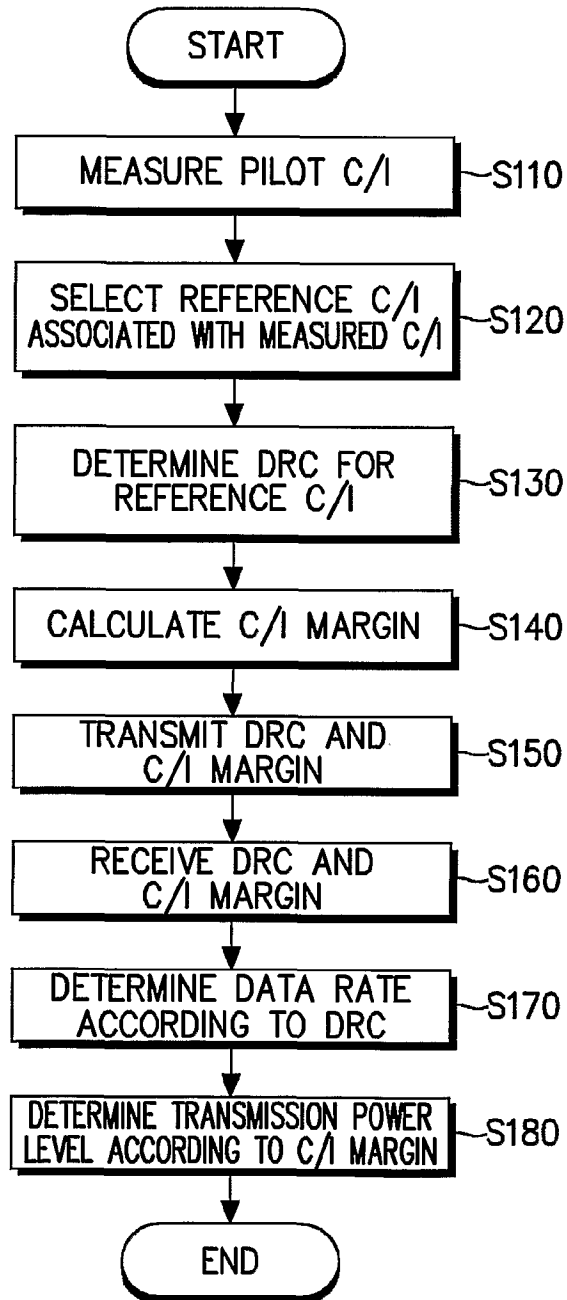 START
MEASURE PILOT C/I
S110
SELECT REFERENCE C/I
ASSOCIATED WITH MEASURED C/I
S120
DETERMINE DRC FOR
REFERENCE C/I
S130
CALCULATE C/I MARGIN
S140
TRANSMIT DRC AND
C/I MARGIN
S150
RECEIVE DRC AND
C/I MARGIN
S160
DETERMINE DATA RATE
ACCORDING TO DRC
S170
DETERMINE TRANSMISSION POWER
LEVEL ACCORDING TO C/I MARGIN
S180
END